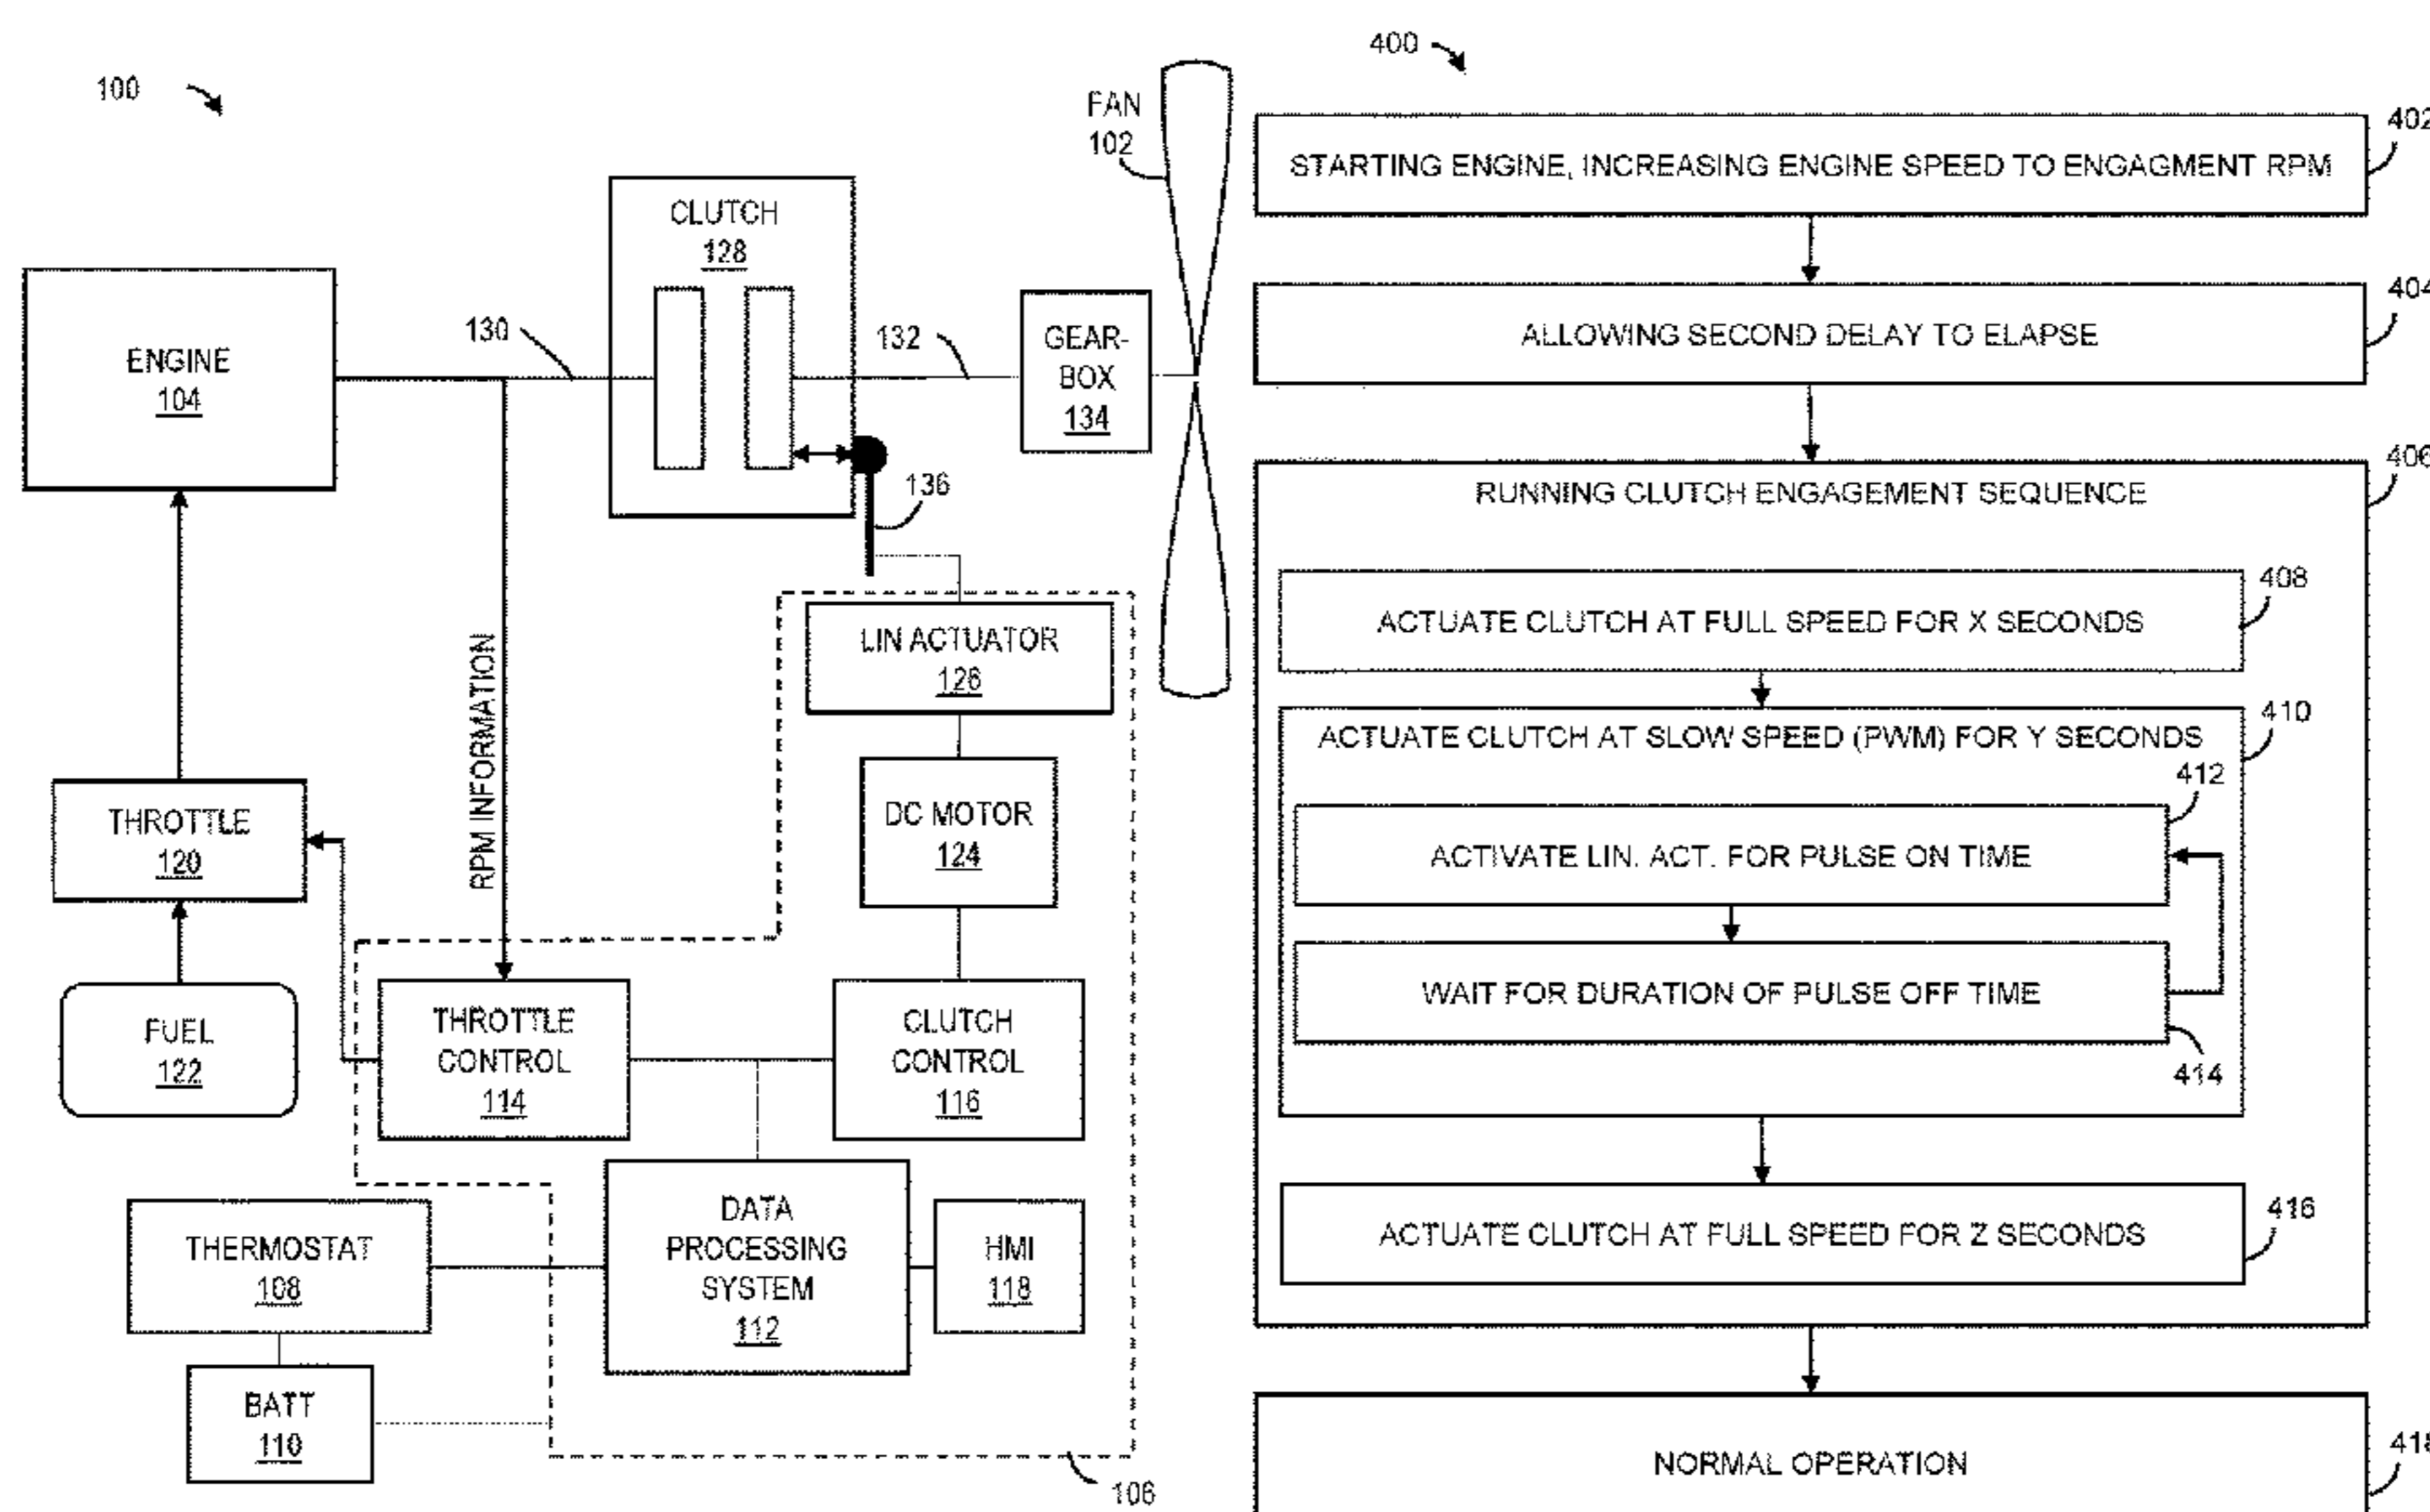 100
FAN
102
CLUTCH
128
ENGINE
104
130
132
GEAR-
BOX
134
136
RPM INFORMATION
LIN ACTUATOR
126
DC MOTOR
124
THROTTLE
120
FUEL
122
THROTTLE
CONTROL
114
CLUTCH
CONTROL
116
THERMOSTAT
108
DATA
PROCESSING
SYSTEM
112
HMI
118
BATT
110
106
400
402
STARTING ENGINE, INCREASING ENGINE SPEED TO ENGAGMENT RPM
404
ALLOWING SECOND DELAY TO ELAPSE
406
RUNNING CLUTCH ENGAGEMENT SEQUENCE
408
ACTUATE CLUTCH AT FULL SPEED FOR X SECONDS
410
ACTUATE CLUTCH AT SLOW SPEED (PWM) FOR Y SECONDS
412
ACTIVATE LIN. ACT. FOR PULSE ON TIME
WAIT FOR DURATION OF PULSE OFF TIME
414
416
ACTUATE CLUTCH AT FULL SPEED FOR Z SECONDS
418
NORMAL OPERATION